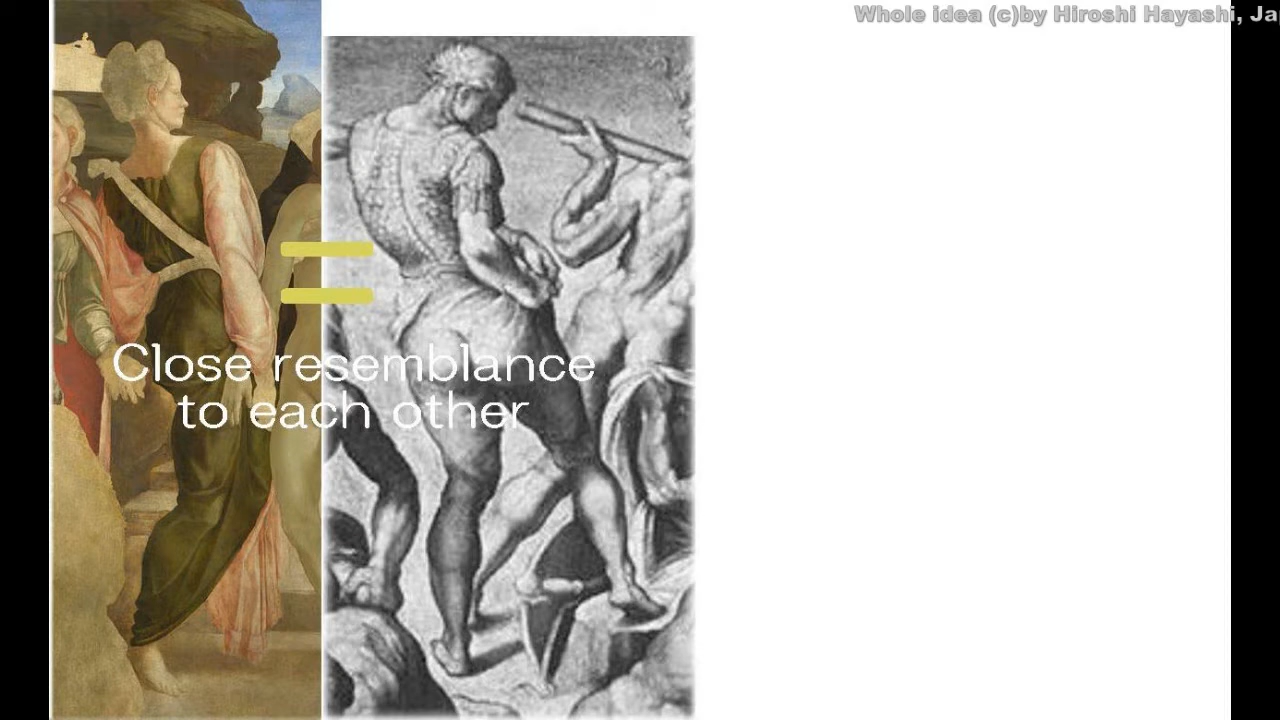 Whole idea (c)by Hiroshi Hayashi, Ja
Close resemblance
to each other